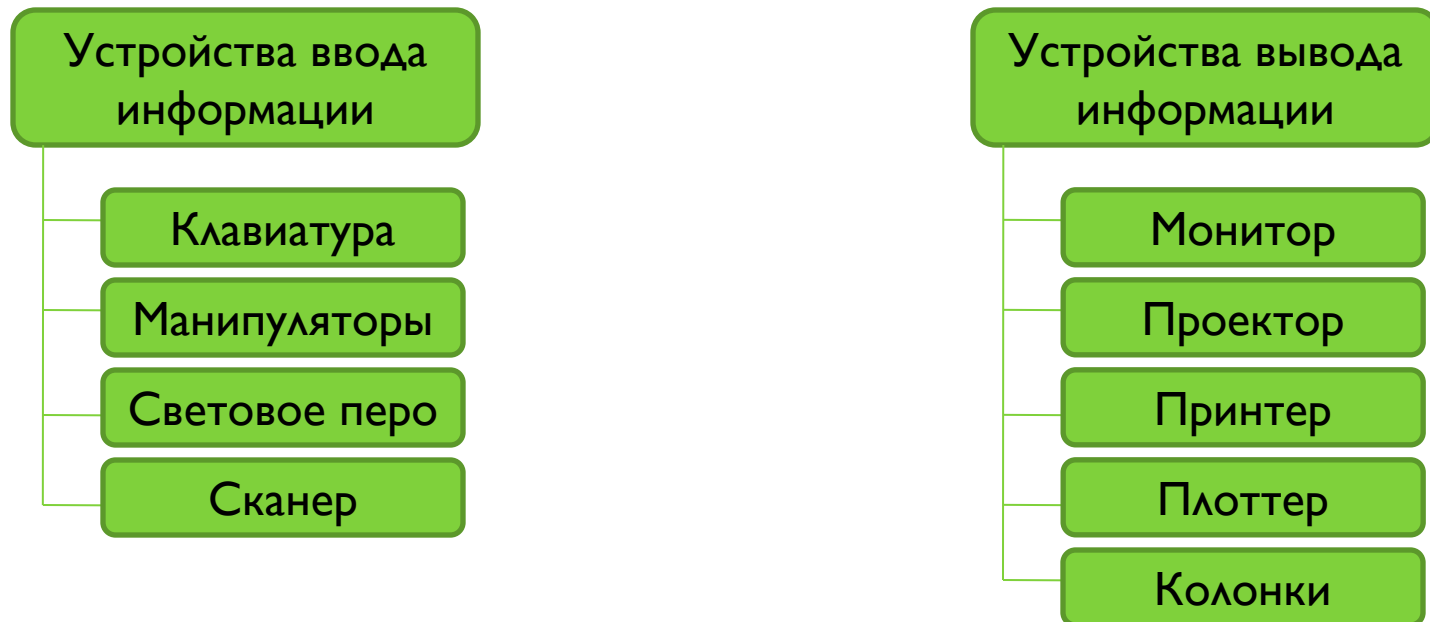 Устройства ввода
информации
Клавиатура
Манипуляторы
Световое перо
Сканер
Устройства вывода
информации
Монитор
Проектор
Принтер
Плоттер
Колонки